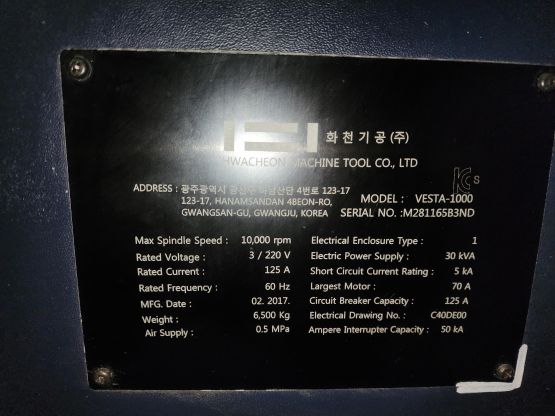 화천기공(주)
HWACHEON MACHINE TOOL CO., LTD
ADDRESS : 광주광역시 광산구 하남산단 4번로 123-17
123-17, HANAMSANDAN 4BEON-RO,
GWANGSAN-GU, GWANGJU, KOREA
MODEL : VESTA-1000
SERIAL NO. :M281165B3ND
Max Spindle Speed : 10,000 rpm
Rated Voltage : 3 / 220 V
Rated Current : 125 A
Rated Frequency : 60 Hz
MFG. Date : 02. 2017.
Weight : 6,500 Kg
Air Supply : 0.5 MPa
Electrical Enclosure Type : 1
Electric Power Supply : 30 kVA
Short Circuit Current Rating : 5 kA
Largest Motor : 70 A
Circuit Breaker Capacity : 125 A
Electrical Drawing No. : C40DE00
Ampere Interrupter Capacity : 50 kA